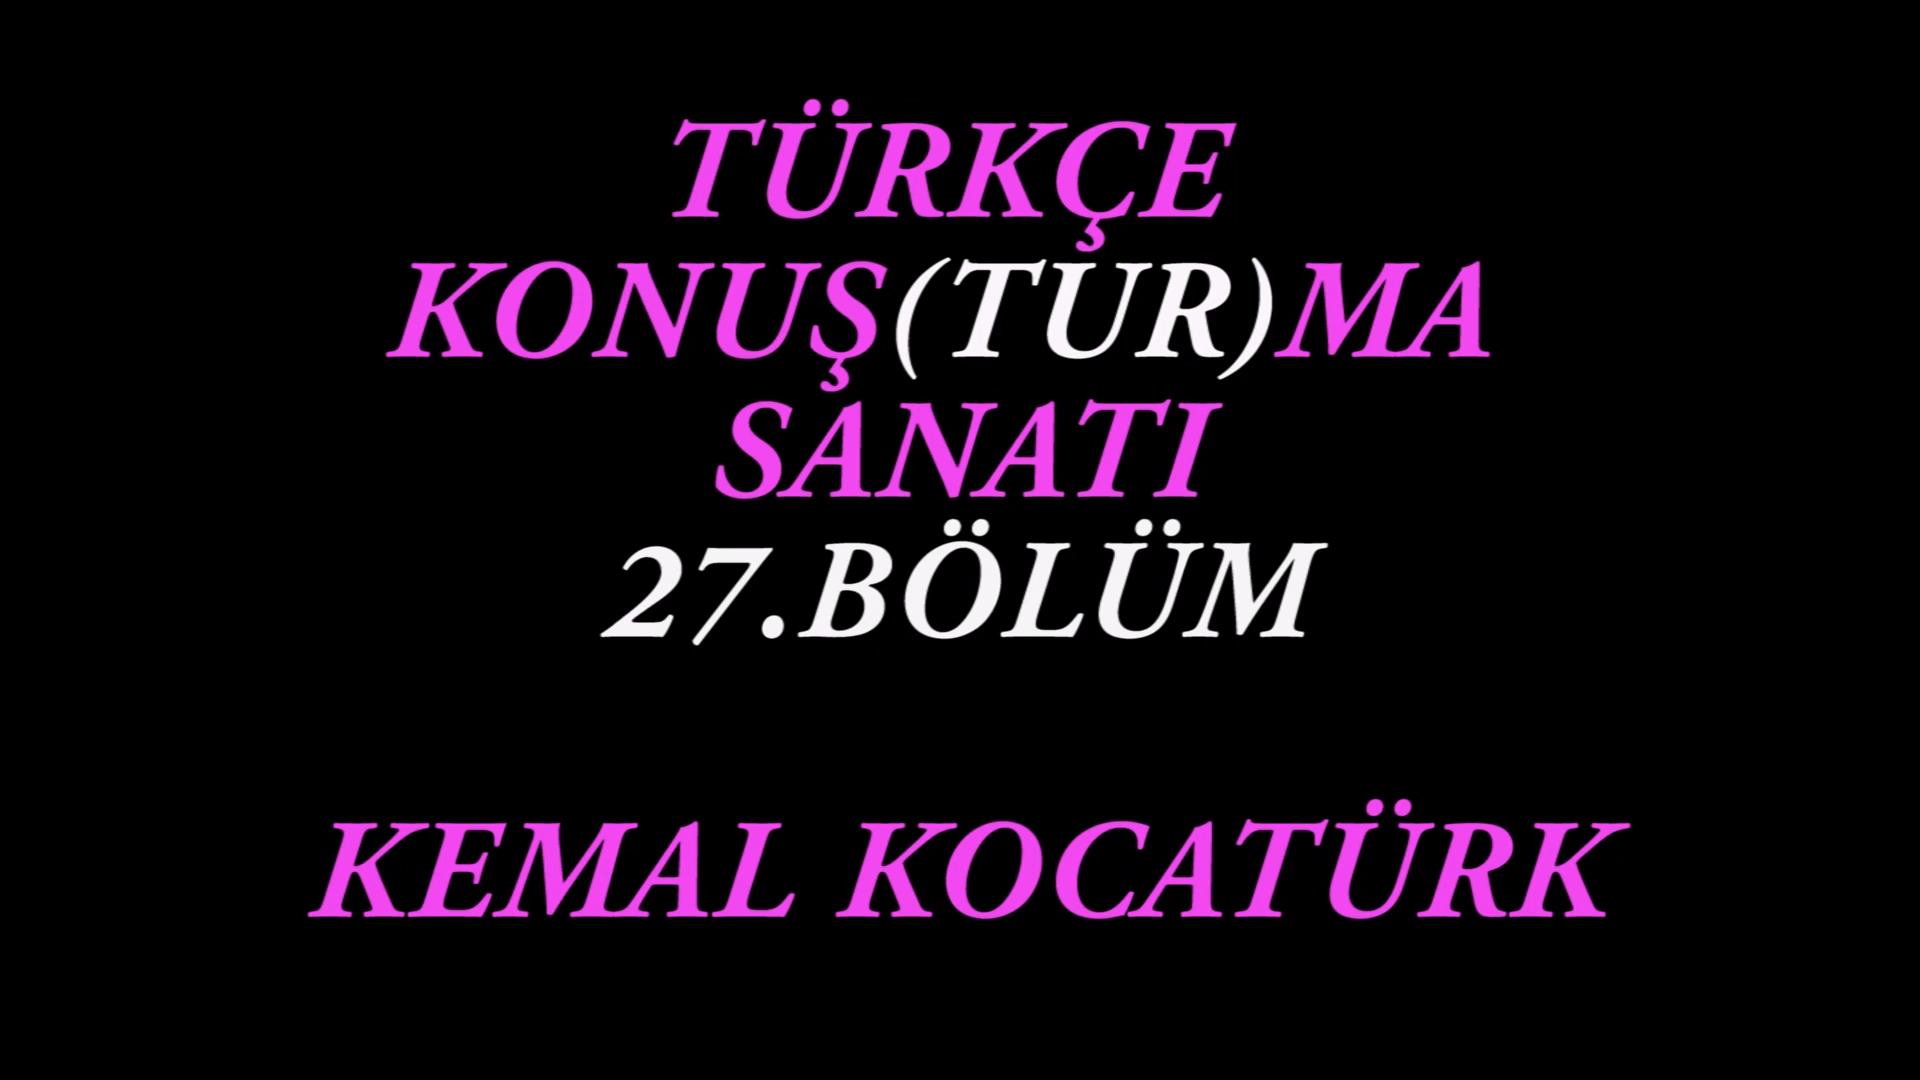 TÜRKÇE
KONUŞ(TUR)MA
SANATI
27.BÖLÜM
KEMAL KOCATÜRK